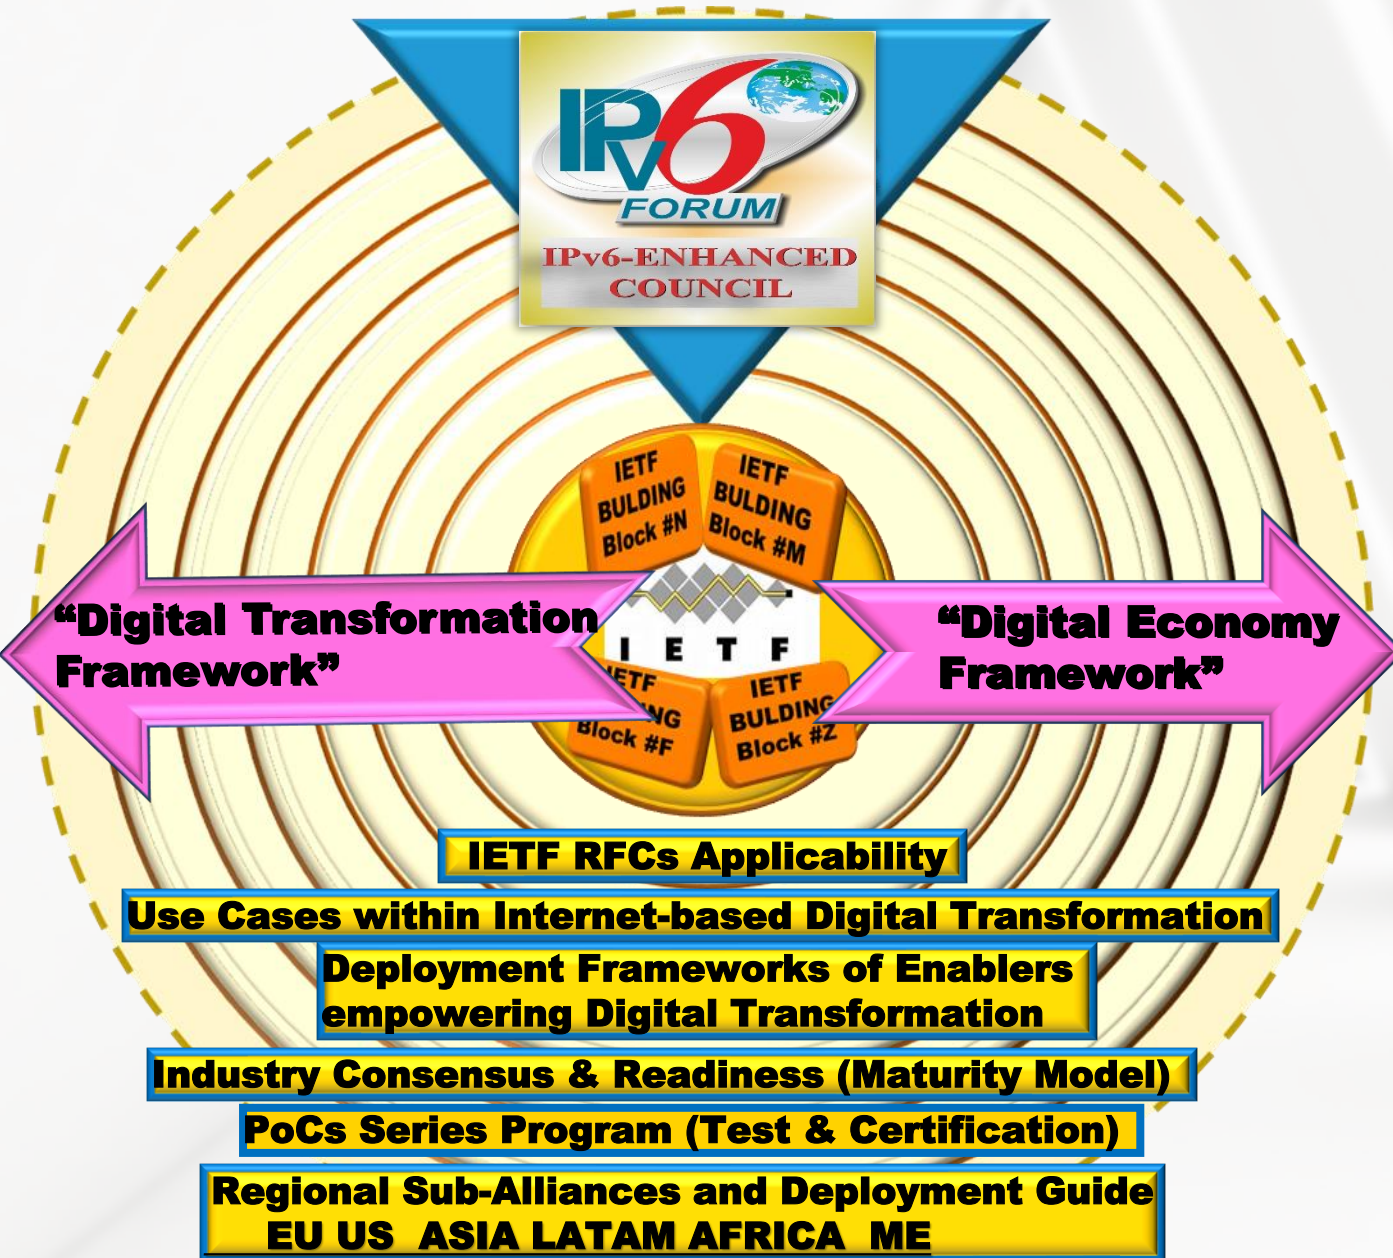 IPv6
FORUM
IPv6-ENHANCED
COUNCIL
IETF
BULDING
Block #N
IETF
BULDING
Block #M
“Digital Transformation
Framework”
I E T F
“Digital Economy
Framework”
ETF
NG
Block #F
IETF
BULDING
Block #Z
IETF RFCs Applicability
Use Cases within Internet-based Digital Transformation
Deployment Frameworks of Enablers
empowering Digital Transformation
Industry Consensus & Readiness (Maturity Model)
PoCs Series Program (Test & Certification)
Regional Sub-Alliances and Deployment Guide
EU US ASIA LATAM AFRICA ME